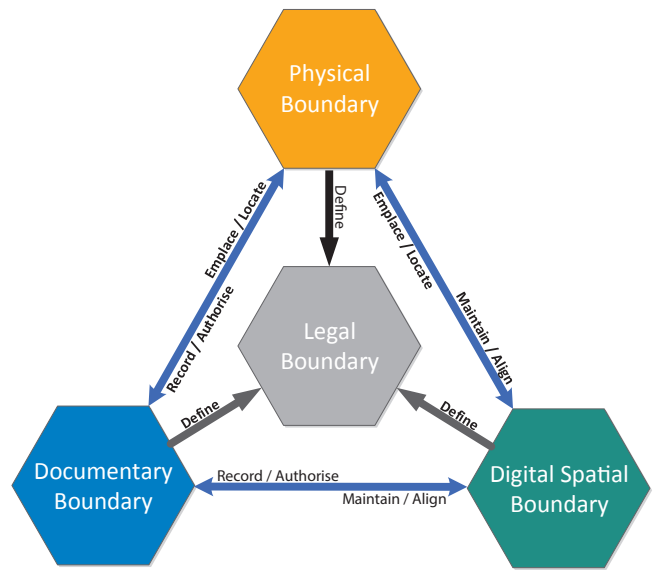 Physical
Boundary
Define
Emplace / Locate
Emplace / Locate
Record / Authorise
Maintain / Align
Legal
Boundary
Define
Define
Documentary
Boundary
Record / Authorise
Maintain / Align
Digital Spatial
Boundary